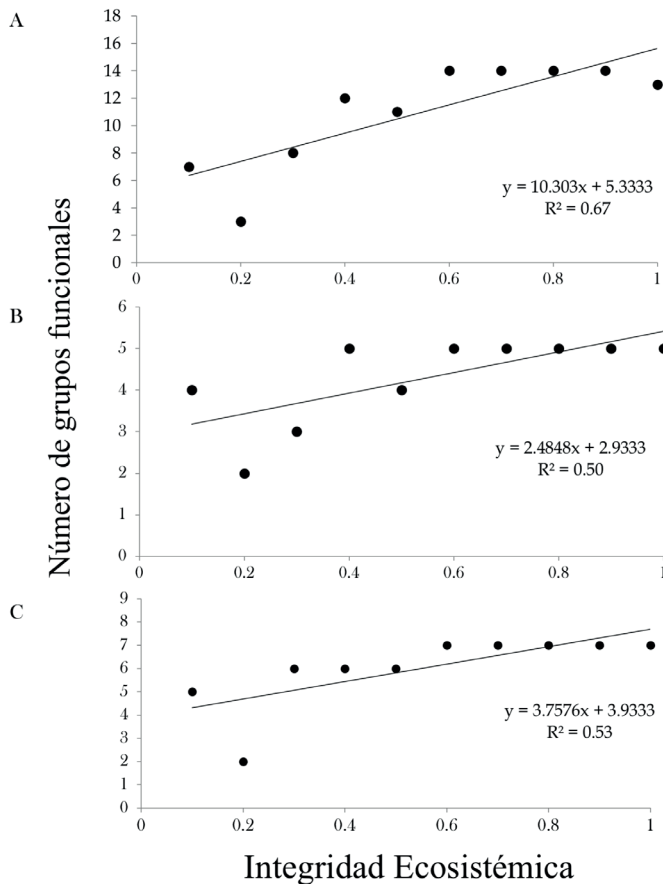 A
18
16
14
12
10
8
6
4
2
0
0 0.2 0.4 0.6 0.8 1
y = 10.303x + 5.3333
R² = 0.67
B
6
5
4
3
2
1
0
0 0.2 0.4 0.6 0.8 1
y = 2.4848x + 2.9333
R² = 0.50
C
9
8
7
6
5
4
3
2
1
0
0 0.2 0.4 0.6 0.8 1
y = 3.7576x + 3.9333
R² = 0.53
Número de grupos funcionales
Integridad Ecosistémica